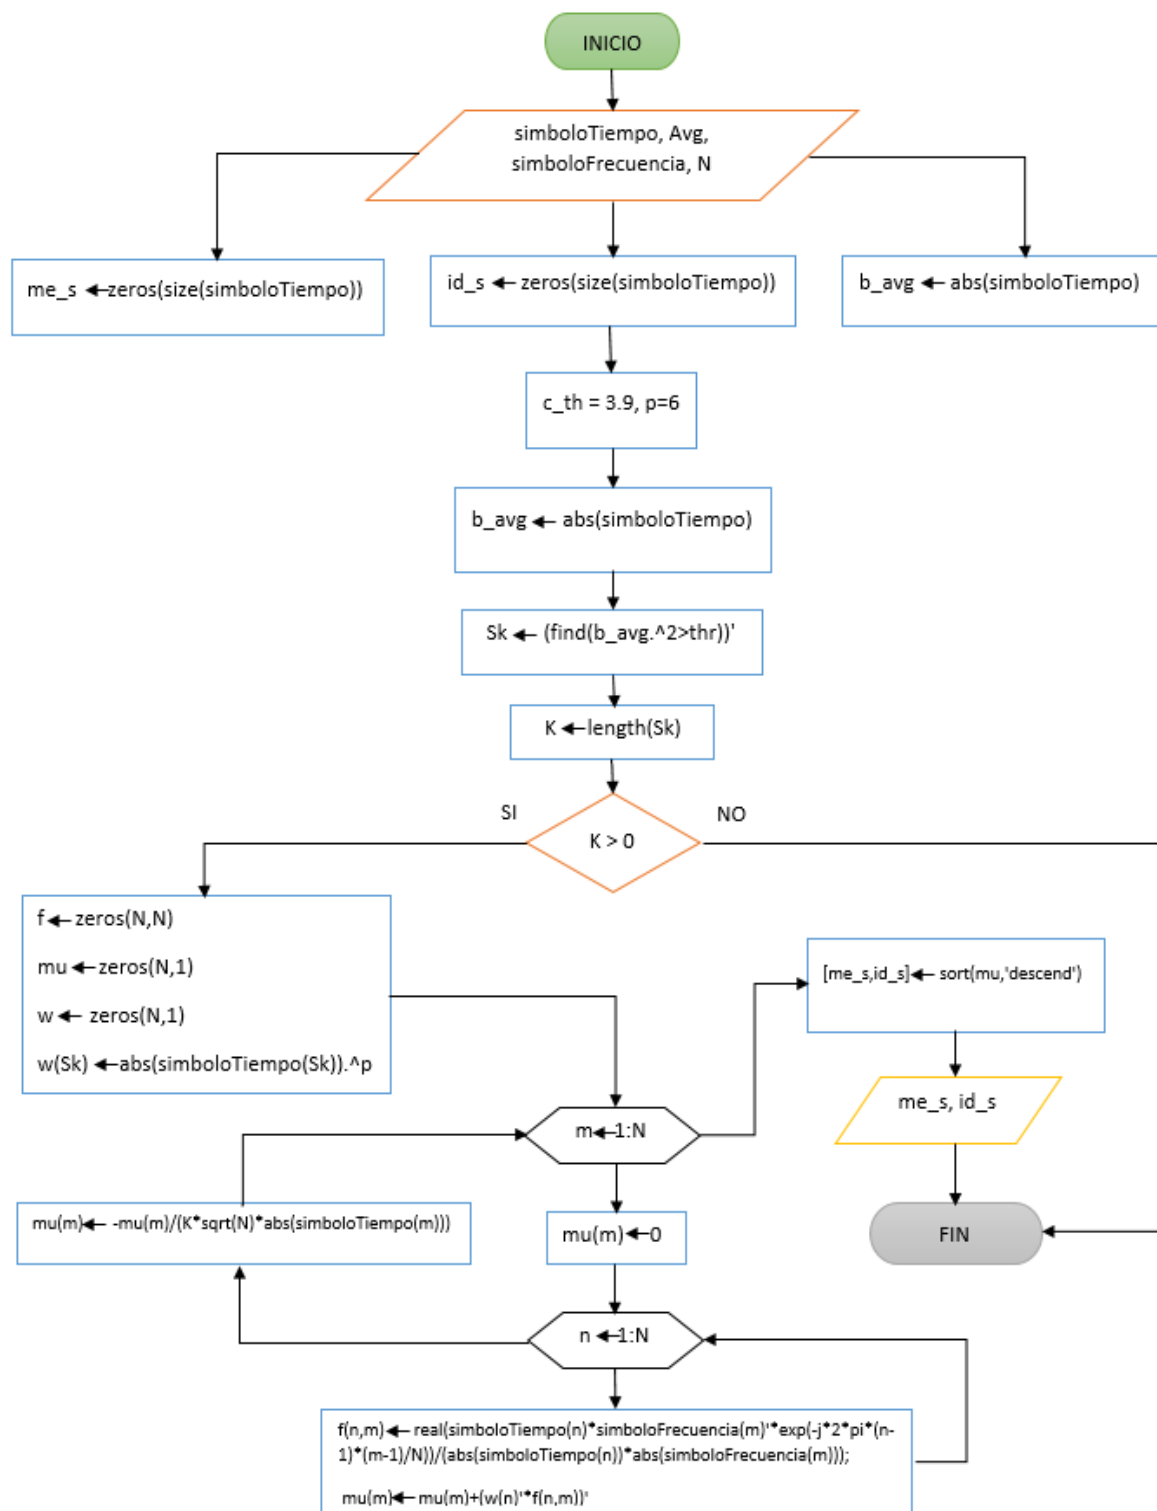 INICIO
simboloTiempo, Avg,
simboloFrecuencia, N
me_s ←zeros(size(simboloTiempo))
id_s ← zeros(size(simboloTiempo))
b_avg ← abs(simboloTiempo)
c_th = 3.9, p=6
b_avg ← abs(simboloTiempo)
Sk ← (find(b_avg.^2>thr))'
K ←length(Sk)
SI
NO
K > 0
f← zeros(N,N)
mu ←zeros(N,1)
w ← zeros(N,1)
w(Sk) ←abs(simboloTiempo(Sk)).^p
[me_s,id_s]← sort(mu,'descend')
me_s, id_s
m←1:N
mu(m)← -mu(m)/(K*sqrt(N)*abs(simboloTiempo(m)))
mu(m)←0
FIN
n ←1:N
f(n,m)← real(simboloTiempo(n)*simboloFrecuencia(m)'*exp(-j*2*pi*(n-
1)*(m-1)/N))/(abs(simboloTiempo(n))*abs(simboloFrecuencia(m)));
mu(m)← mu(m)+(w(n)'*f(n,m))'